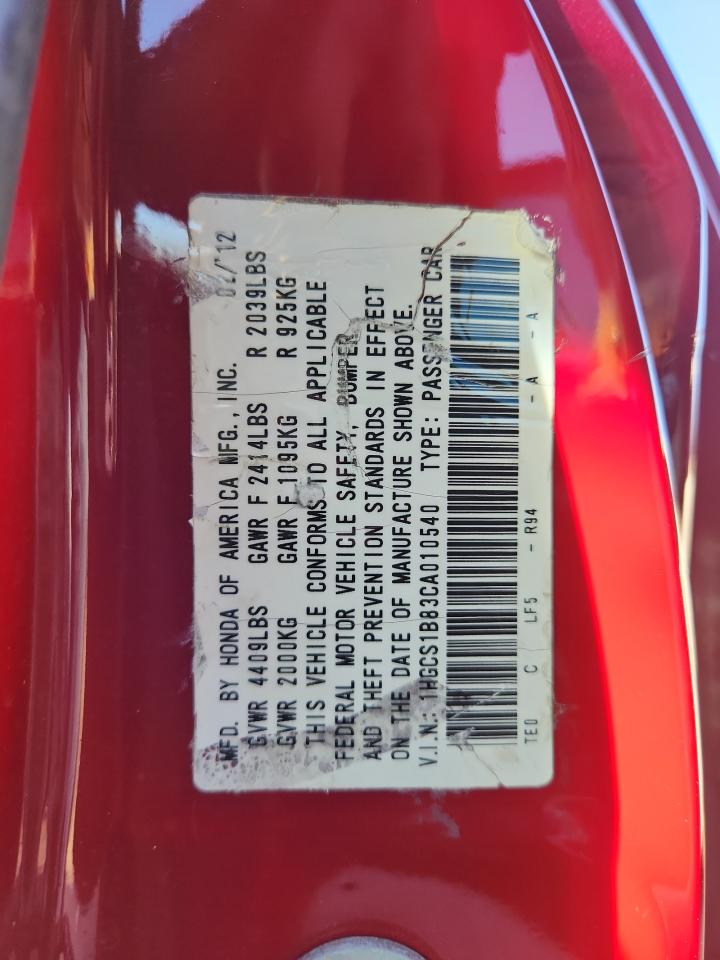 MFD. BY HONDA OF AMERICA MFG., INC. 02/12
GVWR 4409LBS GAWR F 2414LBS R 2039LBS
GVWR 2000KG GAWR F 1095KG R 925KG
THIS VEHICLE CONFORMS TO ALL APPLICABLE
FEDERAL MOTOR VEHICLE SAFETY, BUMPER
AND THEFT PREVENTION STANDARDS IN EFFECT
ON THE DATE OF MANUFACTURE SHOWN ABOVE.
V.I.N.: 1HGCS1B83CA010540 TYPE: PASSENGER CAR
TE0 C LF5 - R94 - A - A